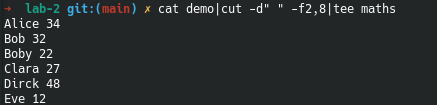 ➜ lab-2 git:(main) ✗ cat demo|cut -d" " -f2,8|tee maths
Alice 34
Bob 32
Boby 22
Clara 27
Dirck 48
Eve 12